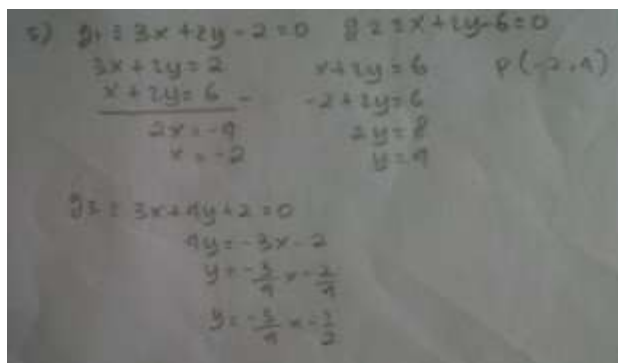 5) g1 ≡ 3x + 2y - 2 = 0 g2 ≡ x + 2y - 6 = 0
3x + 2y = 2 x + 2y = 6 P(-2, 4)
x + 2y = 6 - -2 + 2y = 6
2x = -4 2y = 8
x = -2 y = 4
g3 ≡ 3x + 4y + 2 = 0
4y = -3x - 2
y = -3/4 x - 2/4
y = -3/4 x - 1/2